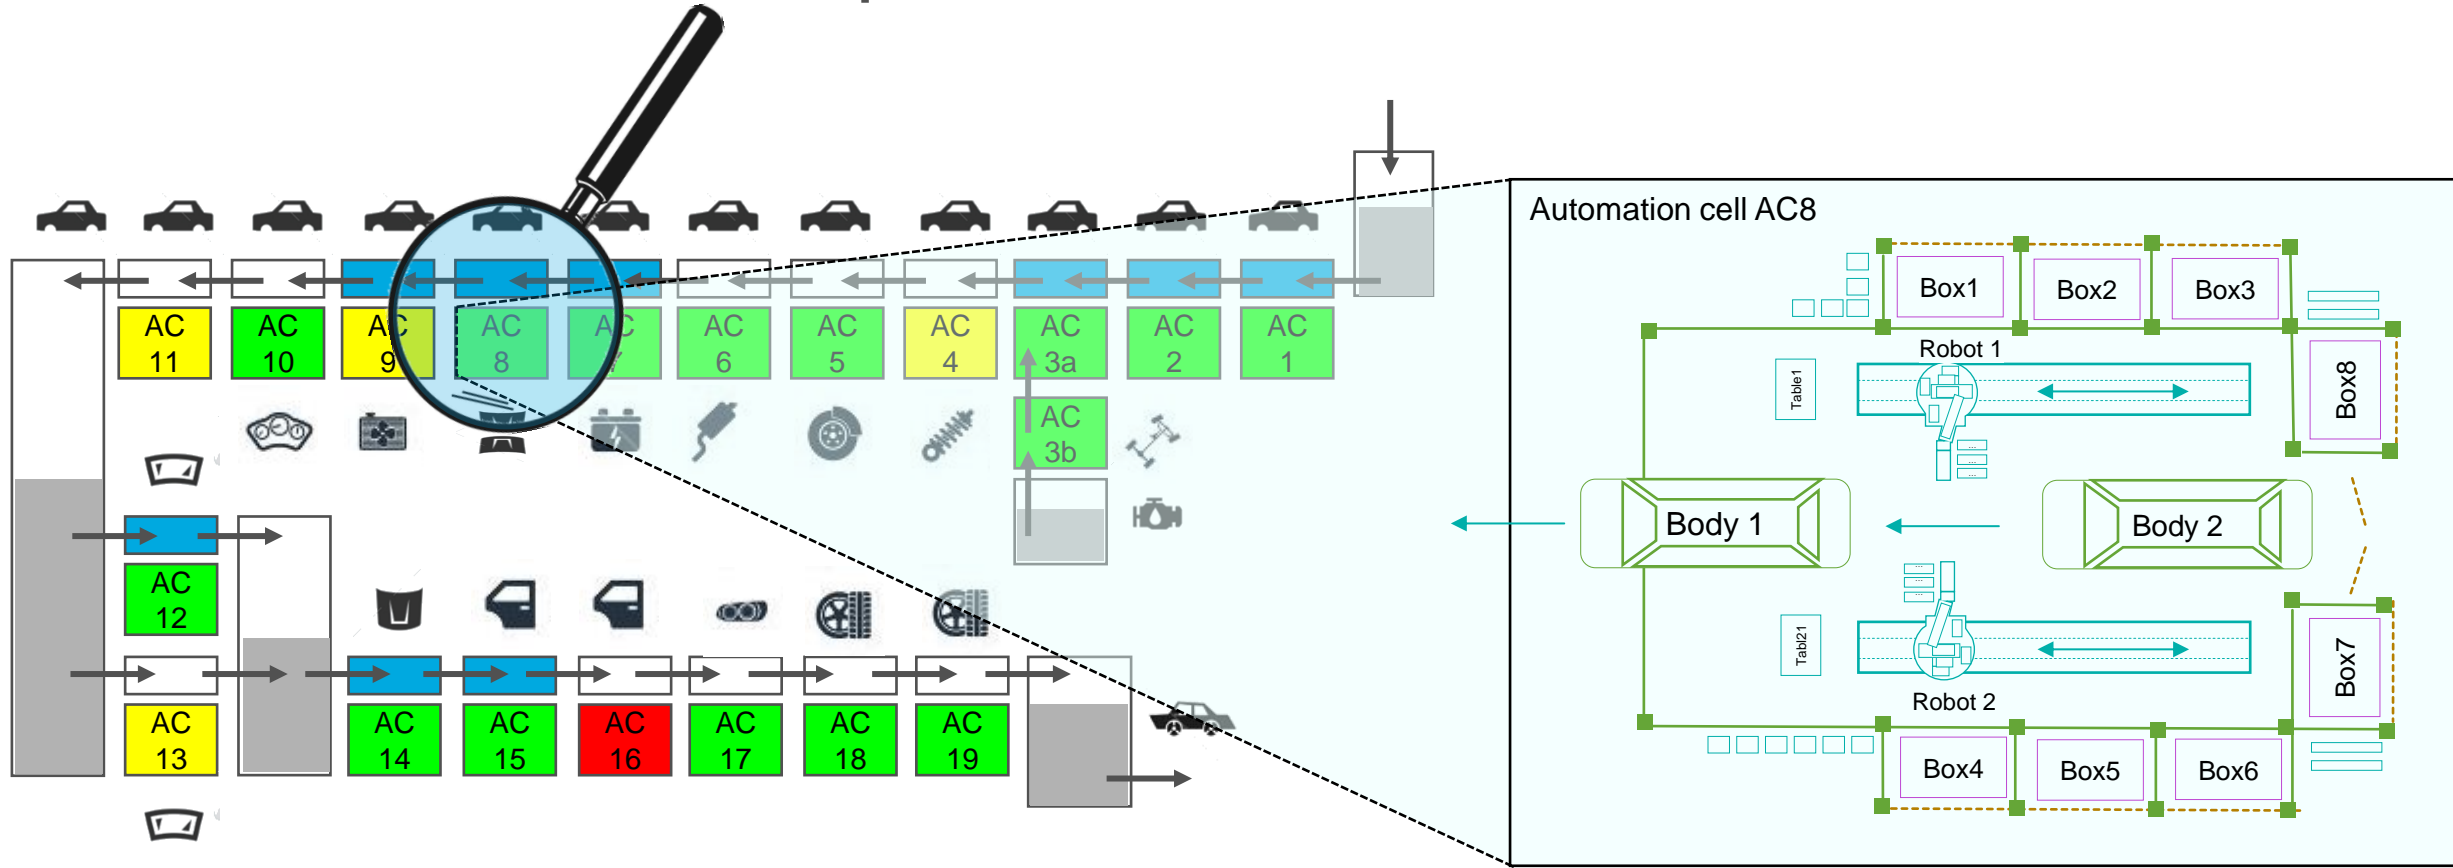 Automation cell AC8
AC
11
AC
10
AC
9
AC
8
AC
7
AC
6
AC
5
AC
4
AC
3a
AC
2
AC
1
AC
3b
AC
12
AC
13
AC
14
AC
15
AC
16
AC
17
AC
18
AC
19
Box1
Box2
Box3
Robot 1
Table1
Box8
Body 1
Body 2
Tabl21
Robot 2
Box7
Box4
Box5
Box6